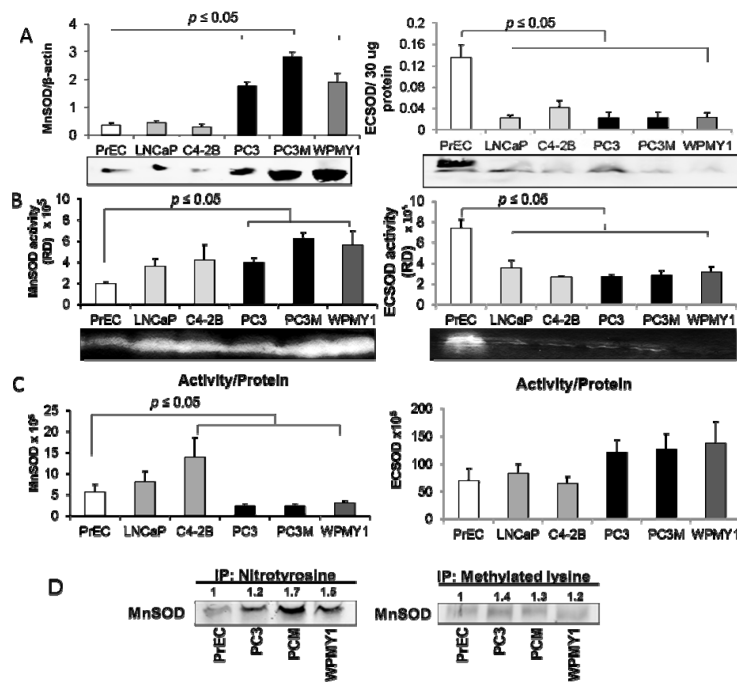 A
p ≤ 0.05
MnSOD/β-actin
4
3
2
1
0
PrEC LNCaP C4-2B PC3 PC3M WPMY1
p ≤ 0.05
ECSOD/ 30 ug
protein
0.2
0.16
0.12
0.08
0.04
0
PrEC LNCaP C4-2B PC3 PC3M WPMY1
B
p ≤ 0.05
MnSOD activity
(RD) x 10⁵
8
6
4
2
0
PrEC LNCaP C4-2B PC3 PC3M WPMY1
p ≤ 0.05
ECSOD activity
(RD)
10
8
6
4
2
0
PrEC LNCaP C4-2B PC3 PC3M WPMY1
C
Activity/Protein
p ≤ 0.05
MnSOD x 10⁵
25
20
15
10
5
0
PrEC LNCaP C4-2B PC3 PC3M WPMY1
Activity/Protein
ECSOD x10⁵
200
150
100
50
0
PrEC LNCaP C4-2B PC3 PC3M WPMY1
D
IP: Nitrotyrosine
1 1.2 1.7 1.5
MnSOD
PrEC PC3 PCM WPMY1
IP: Methylated lysine
1 1.4 1.3 1.2
MnSOD
PrEC PC3 PCM WPMY1